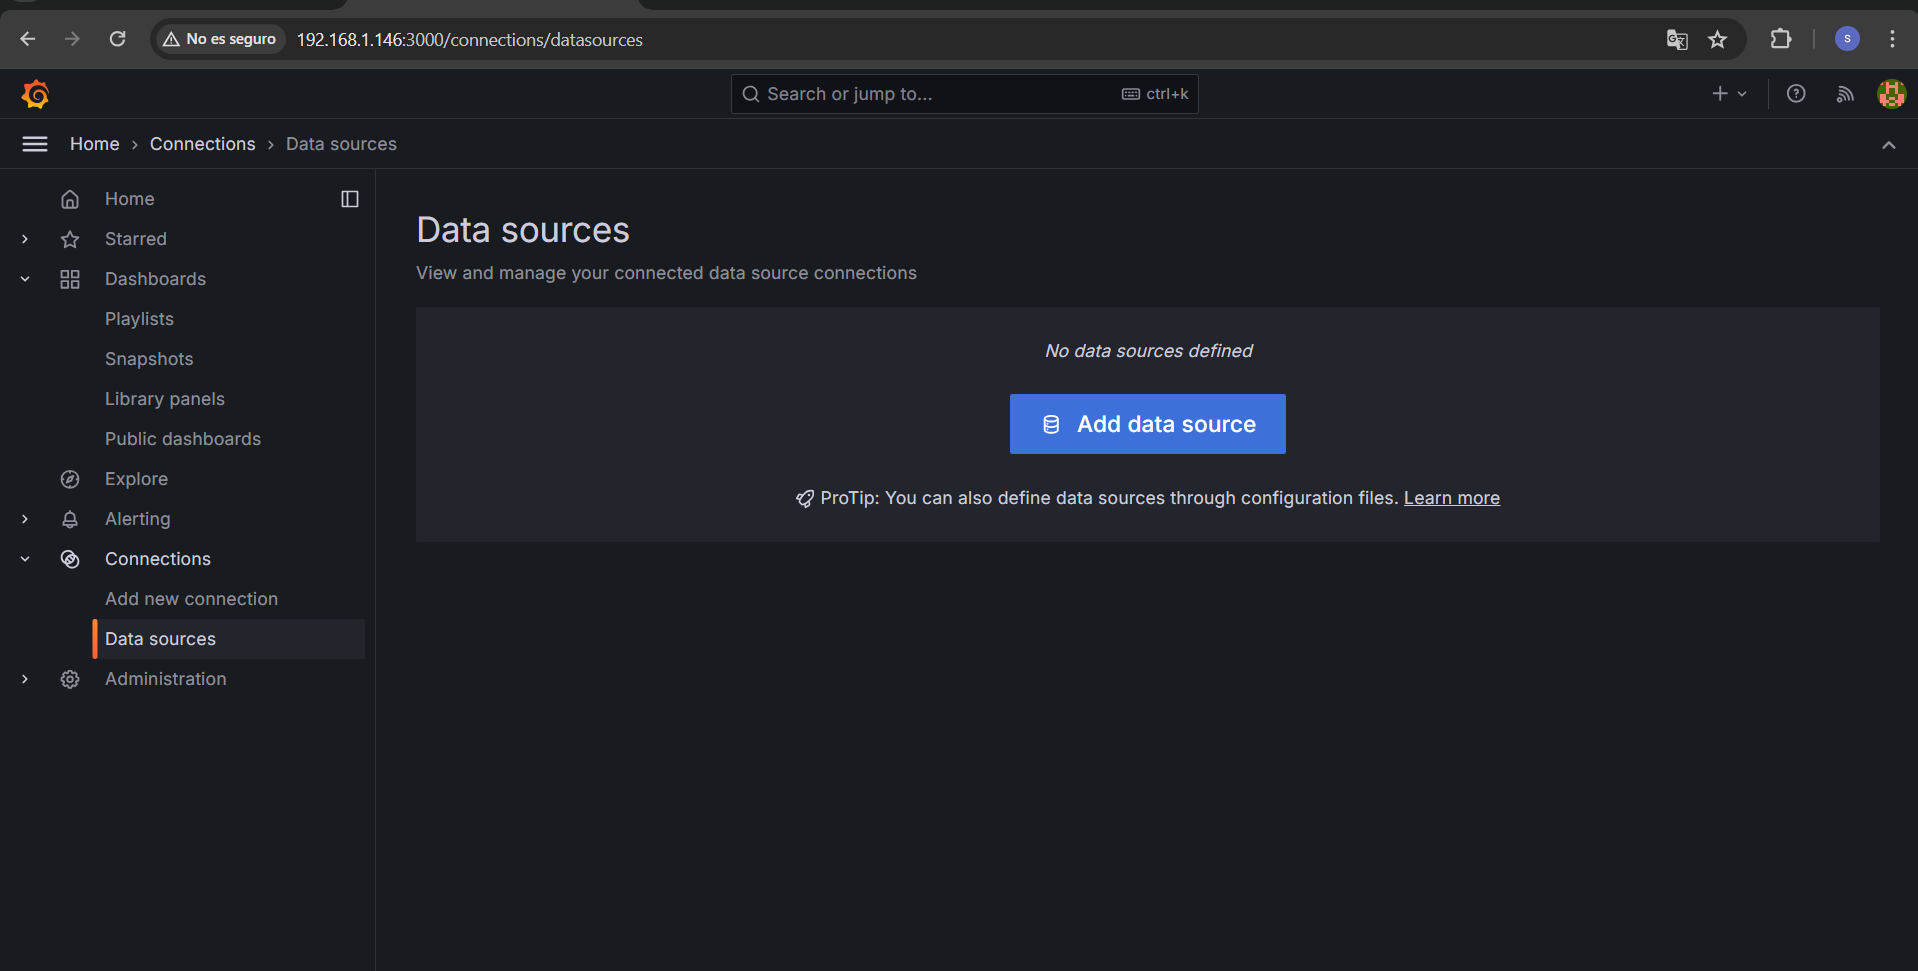 No es seguro
192.168.1.146:3000/connections/datasources
S
Search or jump to...
ctrl+k
Home › Connections › Data sources
Home
Starred
Dashboards
Playlists
Snapshots
Library panels
Public dashboards
Explore
Alerting
Connections
Add new connection
Data sources
Administration
Data sources
View and manage your connected data source connections
No data sources defined
Add data source
ProTip: You can also define data sources through configuration files. Learn more